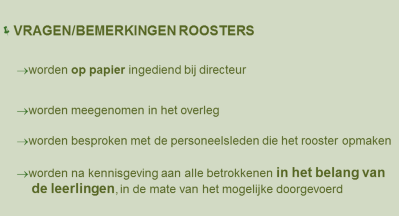 VRAGEN/BEMERKINGEN ROOSTERS
→worden op papier ingediend bij directeur
→worden meegenomen in het overleg
→worden besproken met de personeelsleden die het rooster opmaken
→worden na kennisgeving aan alle betrokkenen in het belang van
de leerlingen, in de mate van het mogelijke doorgevoerd